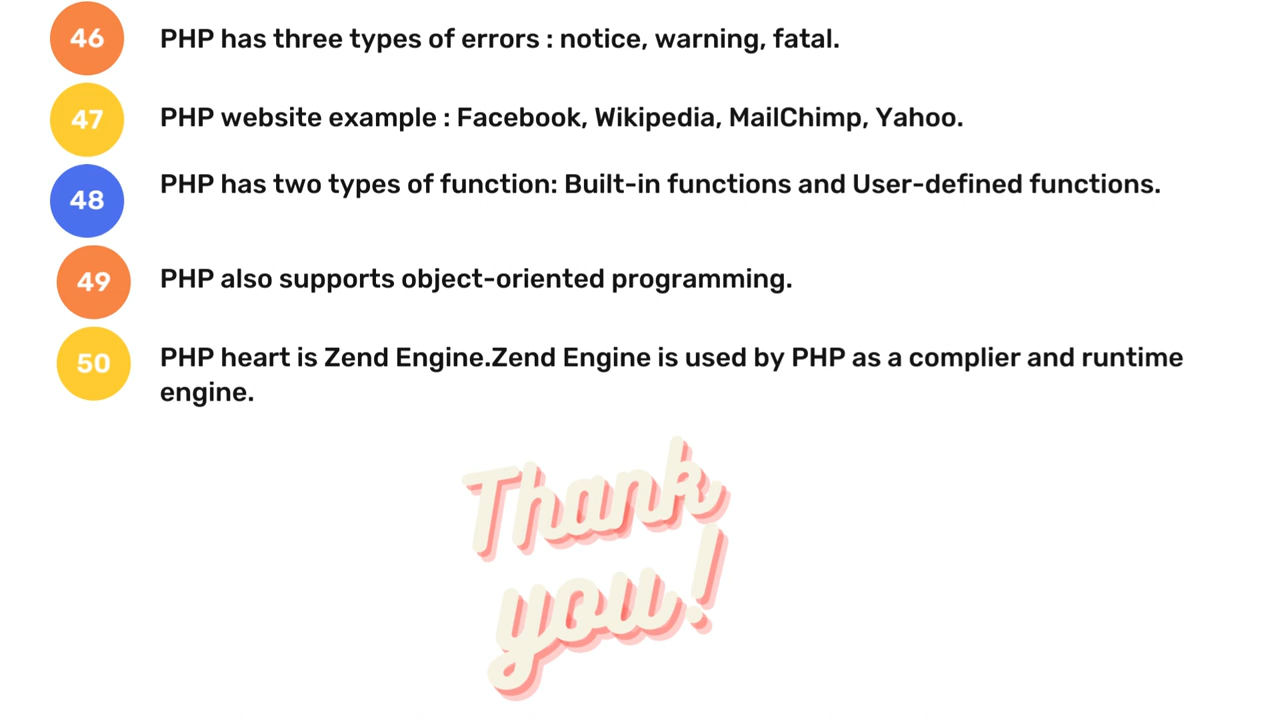 46
PHP has three types of errors : notice, warning, fatal.
47
PHP website example : Facebook, Wikipedia, MailChimp, Yahoo.
48
PHP has two types of function: Built-in functions and User-defined functions.
49
PHP also supports object-oriented programming.
50
PHP heart is Zend Engine.Zend Engine is used by PHP as a complier and runtime
engine.
Thank
you!